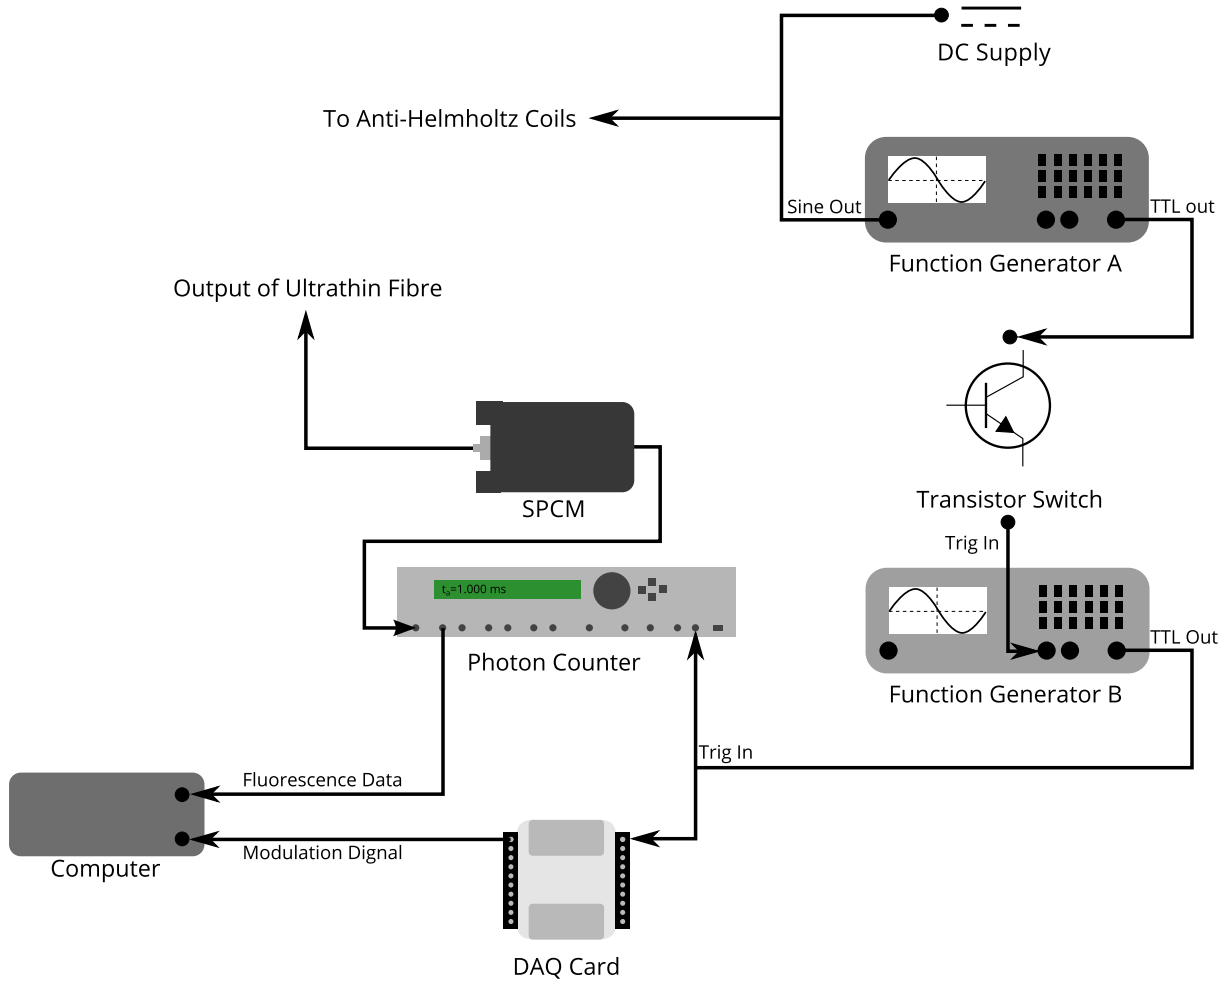 DC Supply
To Anti-Helmholtz Coils
Sine Out
TTL out
Function Generator A
Output of Ultrathin Fibre
SPCM
Transistor Switch
Trig In
tₐ=1.000 ms
TTL Out
Photon Counter
Function Generator B
Trig In
Fluorescence Data
Modulation Dignal
Computer
DAQ Card